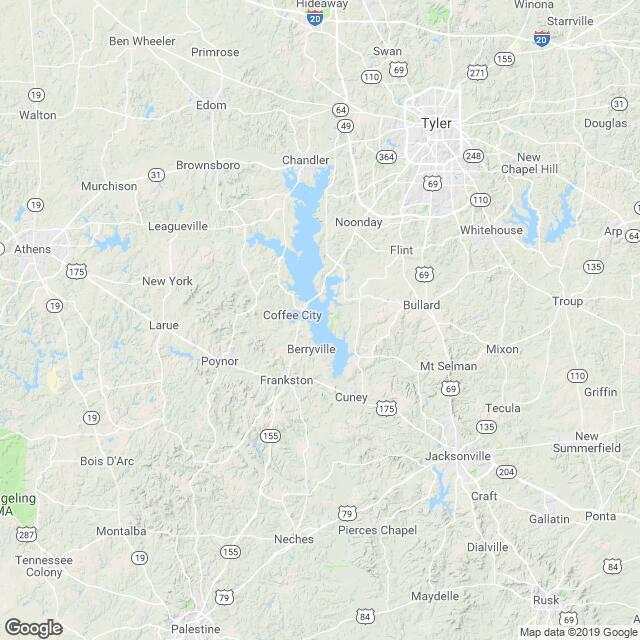 Hideaway
Winona
20
Starrville
Ben Wheeler
20
Primrose
Swan
155
69
271
110
19
31
Edom
64
Walton
Tyler
Douglas
49
364
248
New
Chapel Hill
Chandler
Brownsboro
31
69
Murchison
110
19
Noonday
Leagueville
Whitehouse
Arp
64
Athens
Flint
175
69
135
New York
19
Bullard
Troup
Coffee City
Larue
Berryville
Mixon
Poynor
Mt Selman
Frankston
110
69
Griffin
Cuney
175
Tecula
19
135
155
New
Summerfield
Jacksonville
Bois D'Arc
204
ngeling
MA
Craft
79
Gallatin
Ponta
287
Montalba
Pierces Chapel
Neches
Dialville
155
19
Tennessee
Colony
84
79
Maydelle
Rusk
84
69
Palestine
Google
Map data ©2019 Google